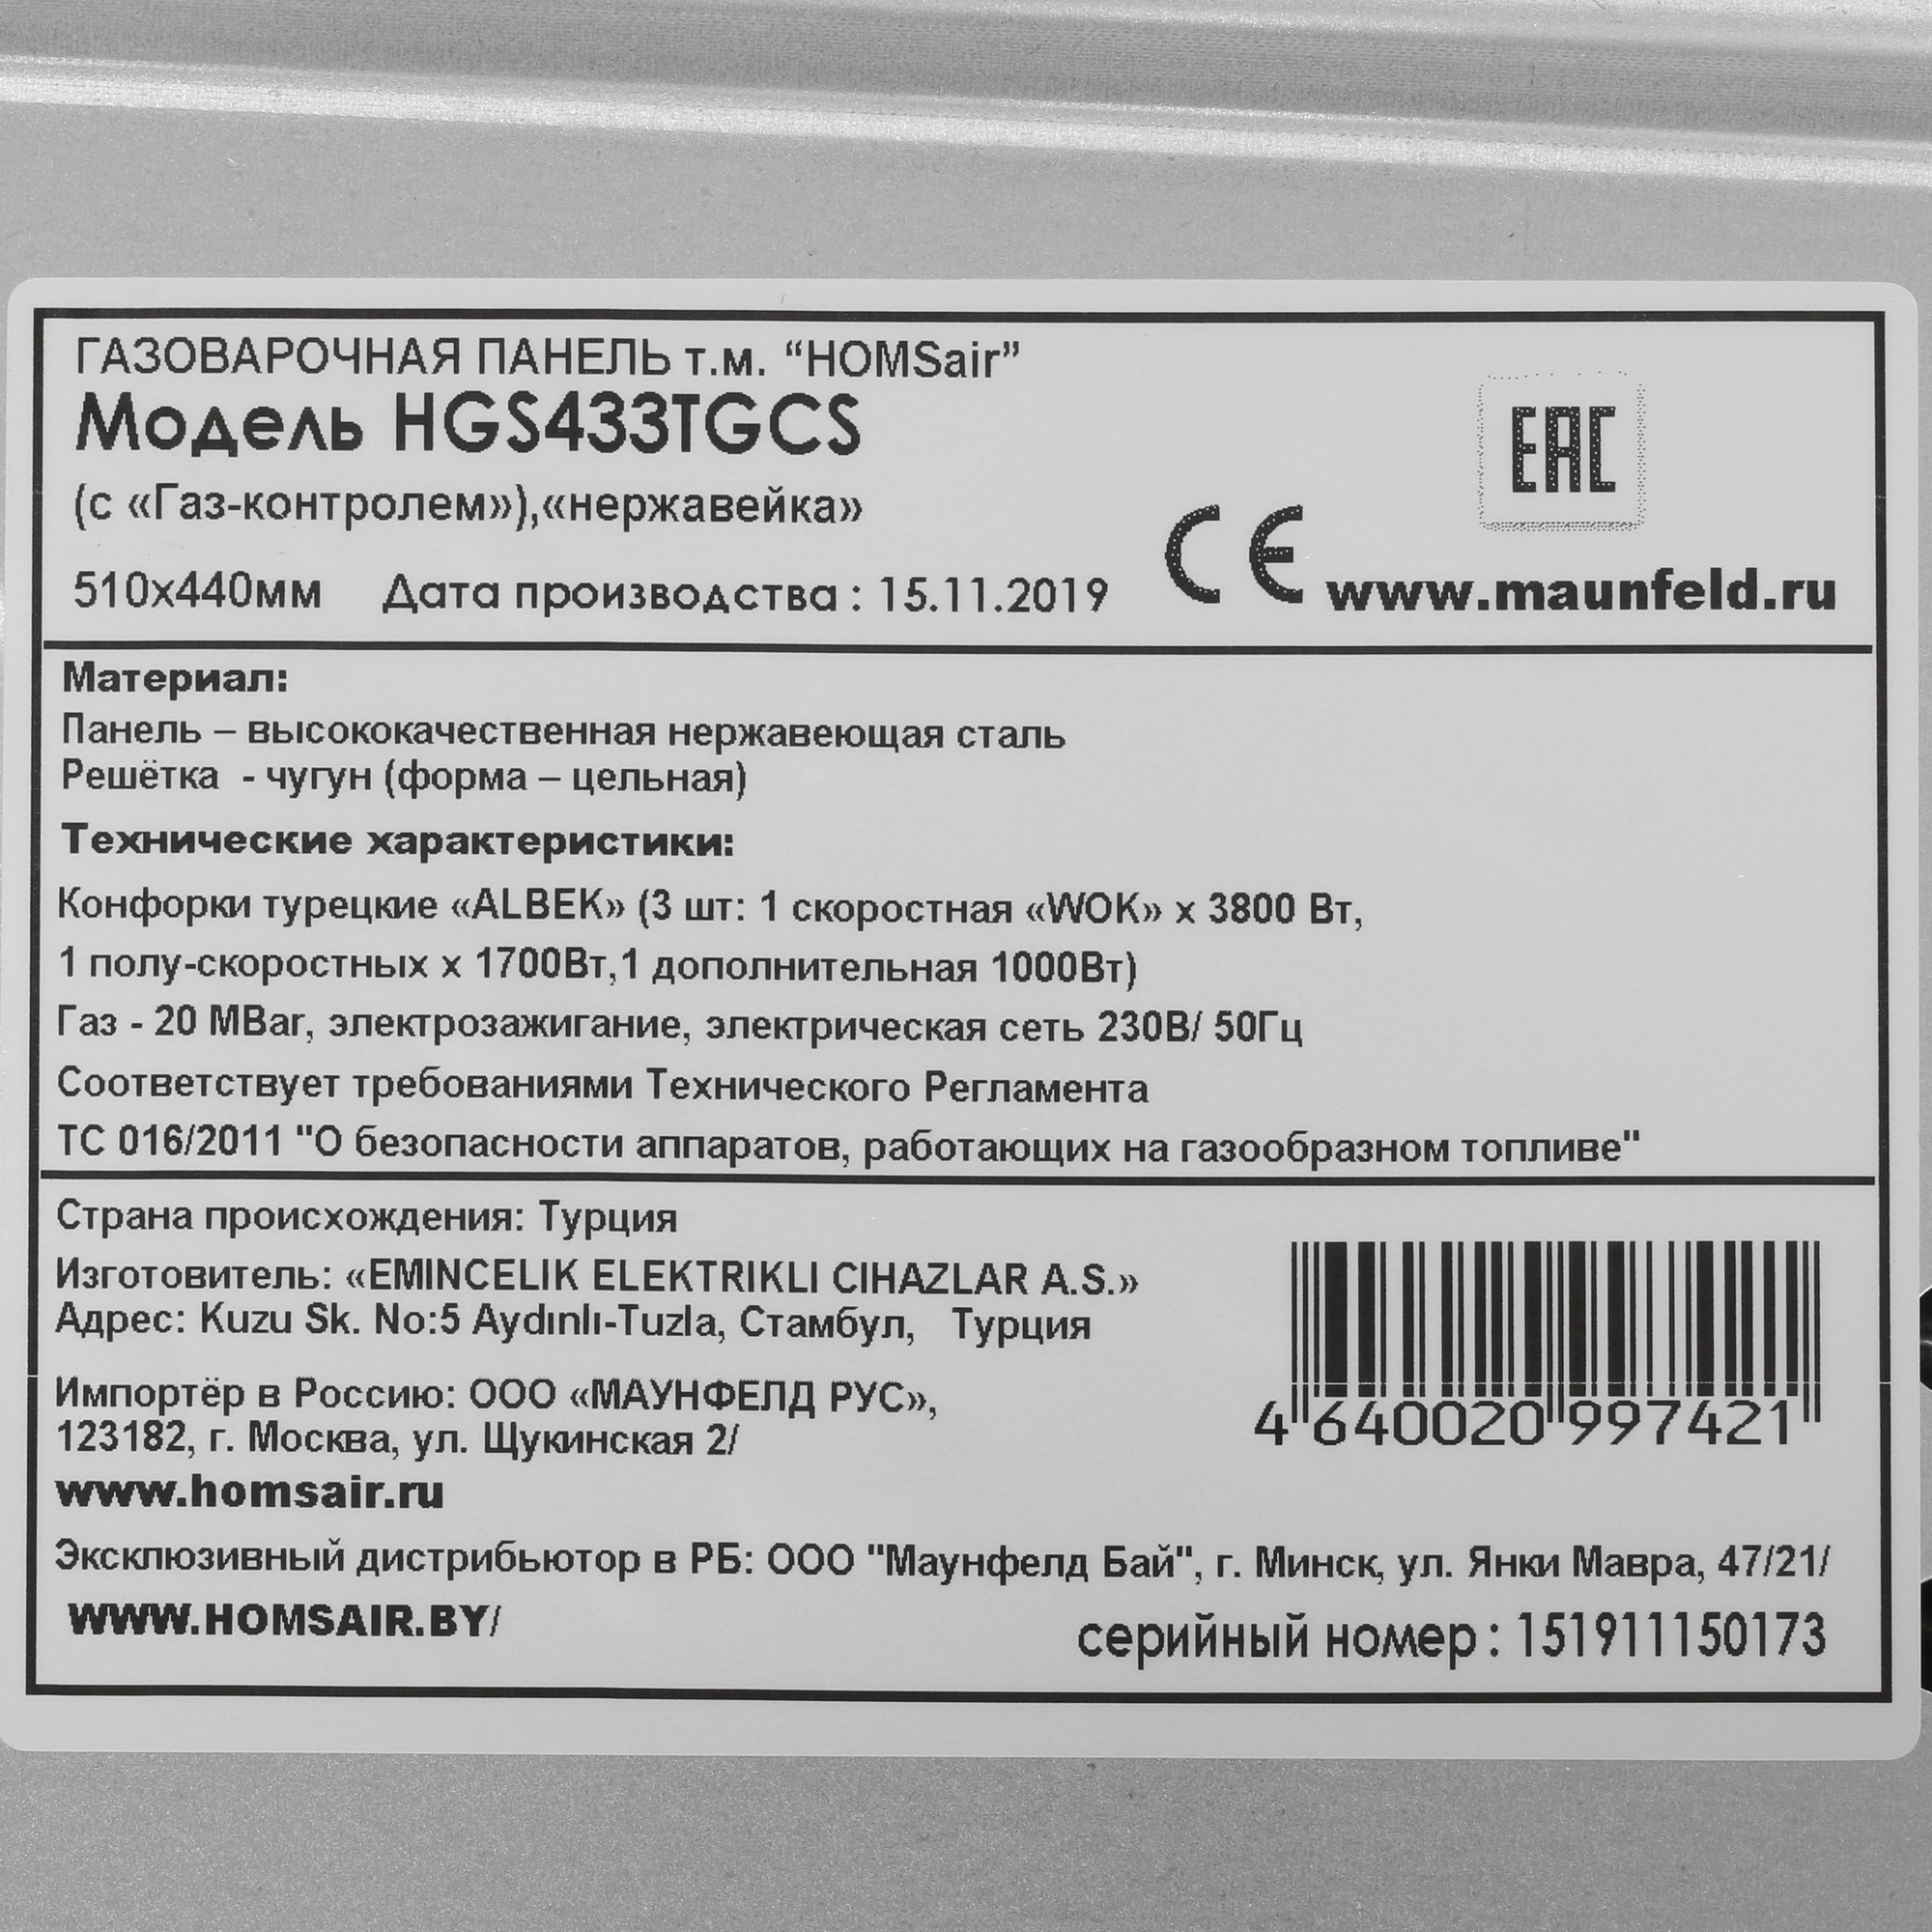 ГАЗОВАРОЧНАЯ ПАНЕЛЬ т.м. “HOMSair”
Модель HGS433TGCS
(с «Газ-контролем»),«нержавейка»
EAC
CE
510x440мм Дата производства : 15.11.2019
www.maunfeld.ru
Материал:
Панель – высококачественная нержавеющая сталь
Решётка - чугун (форма – цельная)
Технические характеристики:
Конфорки турецкие «ALBEK» (3 шт: 1 скоростная «WOK» x 3800 Вт,
1 полу-скоростных x 1700Вт,1 дополнительная 1000Вт)
Газ - 20 MBar, электрозажигание, электрическая сеть 230В/ 50Гц
Соответствует требованиями Технического Регламента
ТС 016/2011 "О безопасности аппаратов, работающих на газообразном топливе"
Страна происхождения: Турция
Изготовитель: «EMINCELIK ELEKTRIKLI CIHAZLAR A.S.»
Адрес: Kuzu Sk. No:5 Aydınlı-Tuzla, Стамбул, Турция
Импортёр в Россию: ООО «МАУНФЕЛД РУС»,
123182, г. Москва, ул. Щукинская 2/
4 640020 997421
www.homsair.ru
Эксклюзивный дистрибьютор в РБ: ООО "Маунфелд Бай", г. Минск, ул. Янки Мавра, 47/21/
WWW.HOMSAIR.BY/
серийный номер : 151911150173